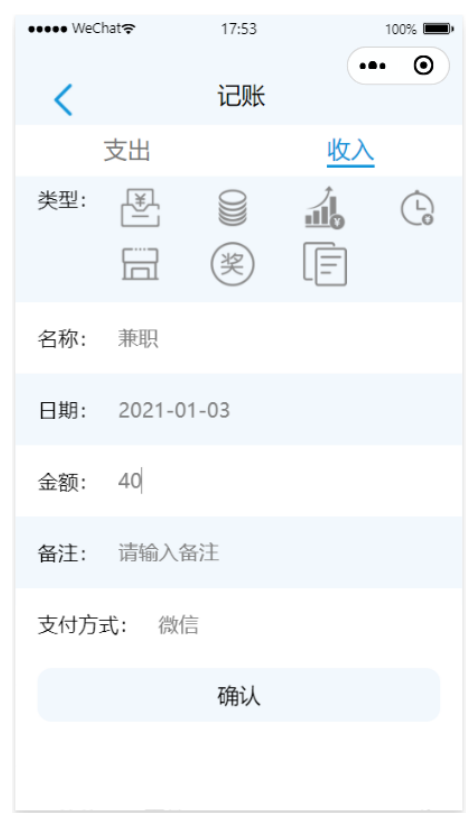 WeChat 17:53 100%
记账
支出 收入
类型:
¥ ¥
奖
名称: 兼职
日期: 2021-01-03
金额: 40
备注: 请输入备注
支付方式: 微信
确认